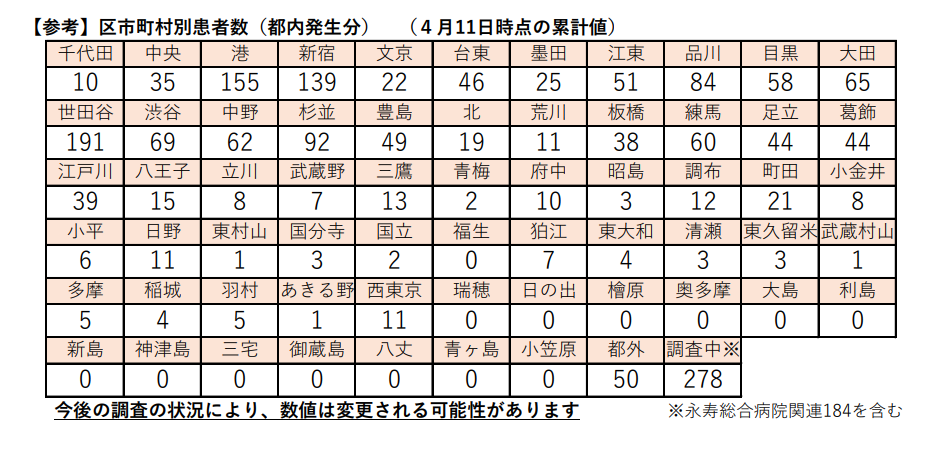 【参考】区市町村別患者数（都内発生分） （４月11日時点の累計値）
千代田 中央 港 新宿 文京 台東 墨田 江東 品川 目黒 大田
10 35 155 139 22 46 25 51 84 58 65
世田谷 渋谷 中野 杉並 豊島 北 荒川 板橋 練馬 足立 葛飾
191 69 62 92 49 19 11 38 60 44 44
江戸川 八王子 立川 武蔵野 三鷹 青梅 府中 昭島 調布 町田 小金井
39 15 8 7 13 2 10 3 12 21 8
小平 日野 東村山 国分寺 国立 福生 狛江 東大和 清瀬 東久留米 武蔵村山
6 11 1 3 2 0 7 4 3 3 1
多摩 稲城 羽村 あきる野 西東京 瑞穂 日の出 檜原 奥多摩 大島 利島
5 4 5 1 11 0 0 0 0 0 0
新島 神津島 三宅 御蔵島 八丈 青ヶ島 小笠原 都外 調査中※
0 0 0 0 0 0 0 50 278
今後の調査の状況により、数値は変更される可能性があります ※永寿総合病院関連184を含む